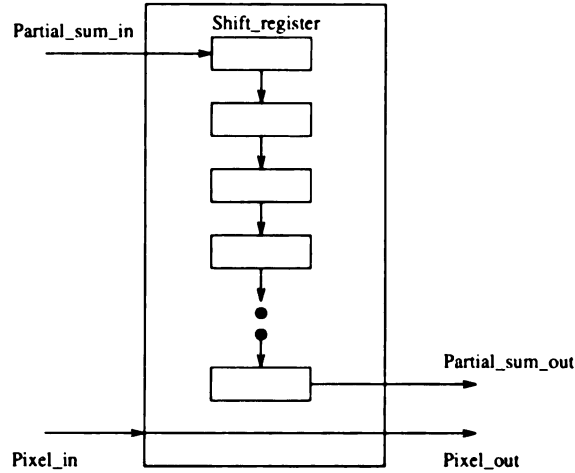 Shift_register
Partial_sum_in
Partial_sum_out
Pixel_in
Pixel_out